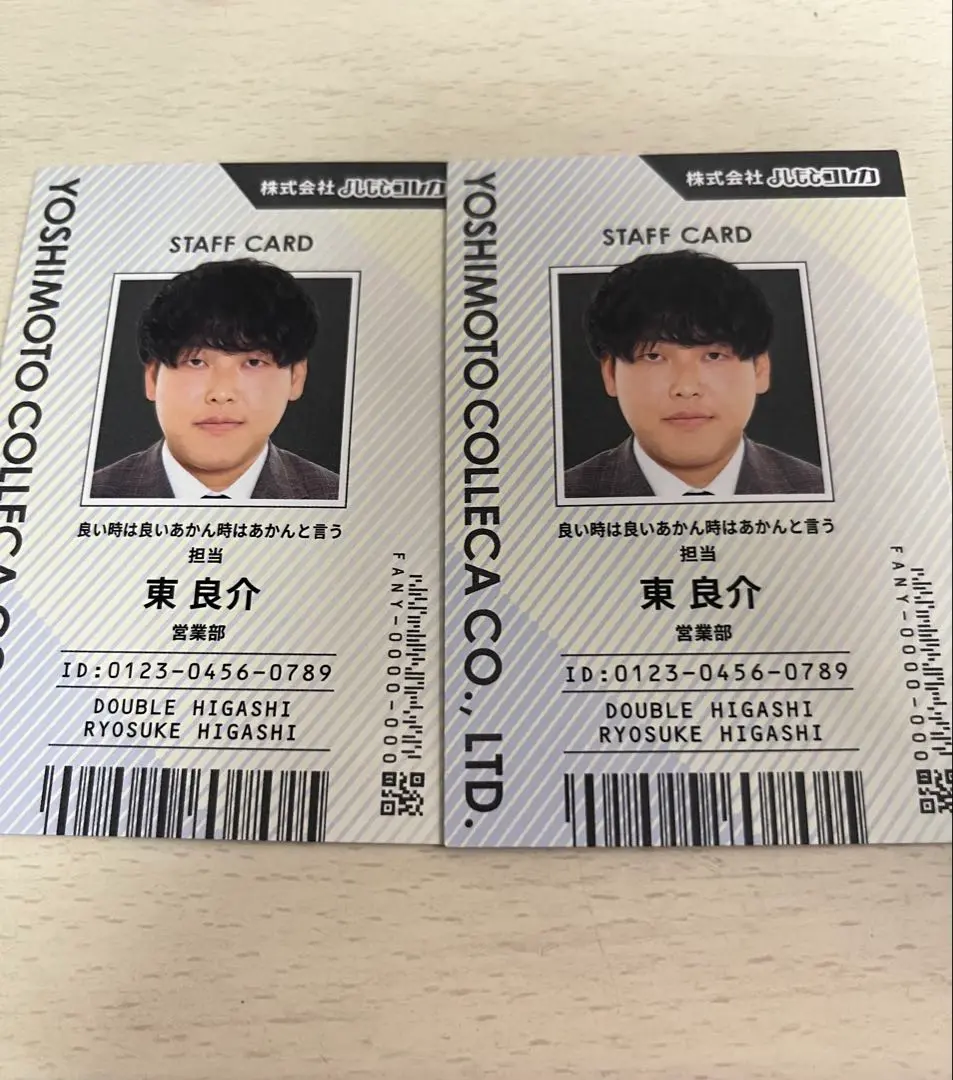 株式会社 よしもとコレカ
STAFF CARD
YOSHIMOTO COLLECA CO.
良い時は良いあかん時はあかんと言う
担当
東 良介
営業部
ID:0123-0456-0789
DOUBLE HIGASHI
RYOSUKE HIGASHI
FANY-0000-000
株式会社 よしもとコレカ
STAFF CARD
YOSHIMOTO COLLECA CO., LTD.
良い時は良いあかん時はあかんと言う
担当
東 良介
営業部
ID:0123-0456-0789
DOUBLE HIGASHI
RYOSUKE HIGASHI
FANY-0000-000